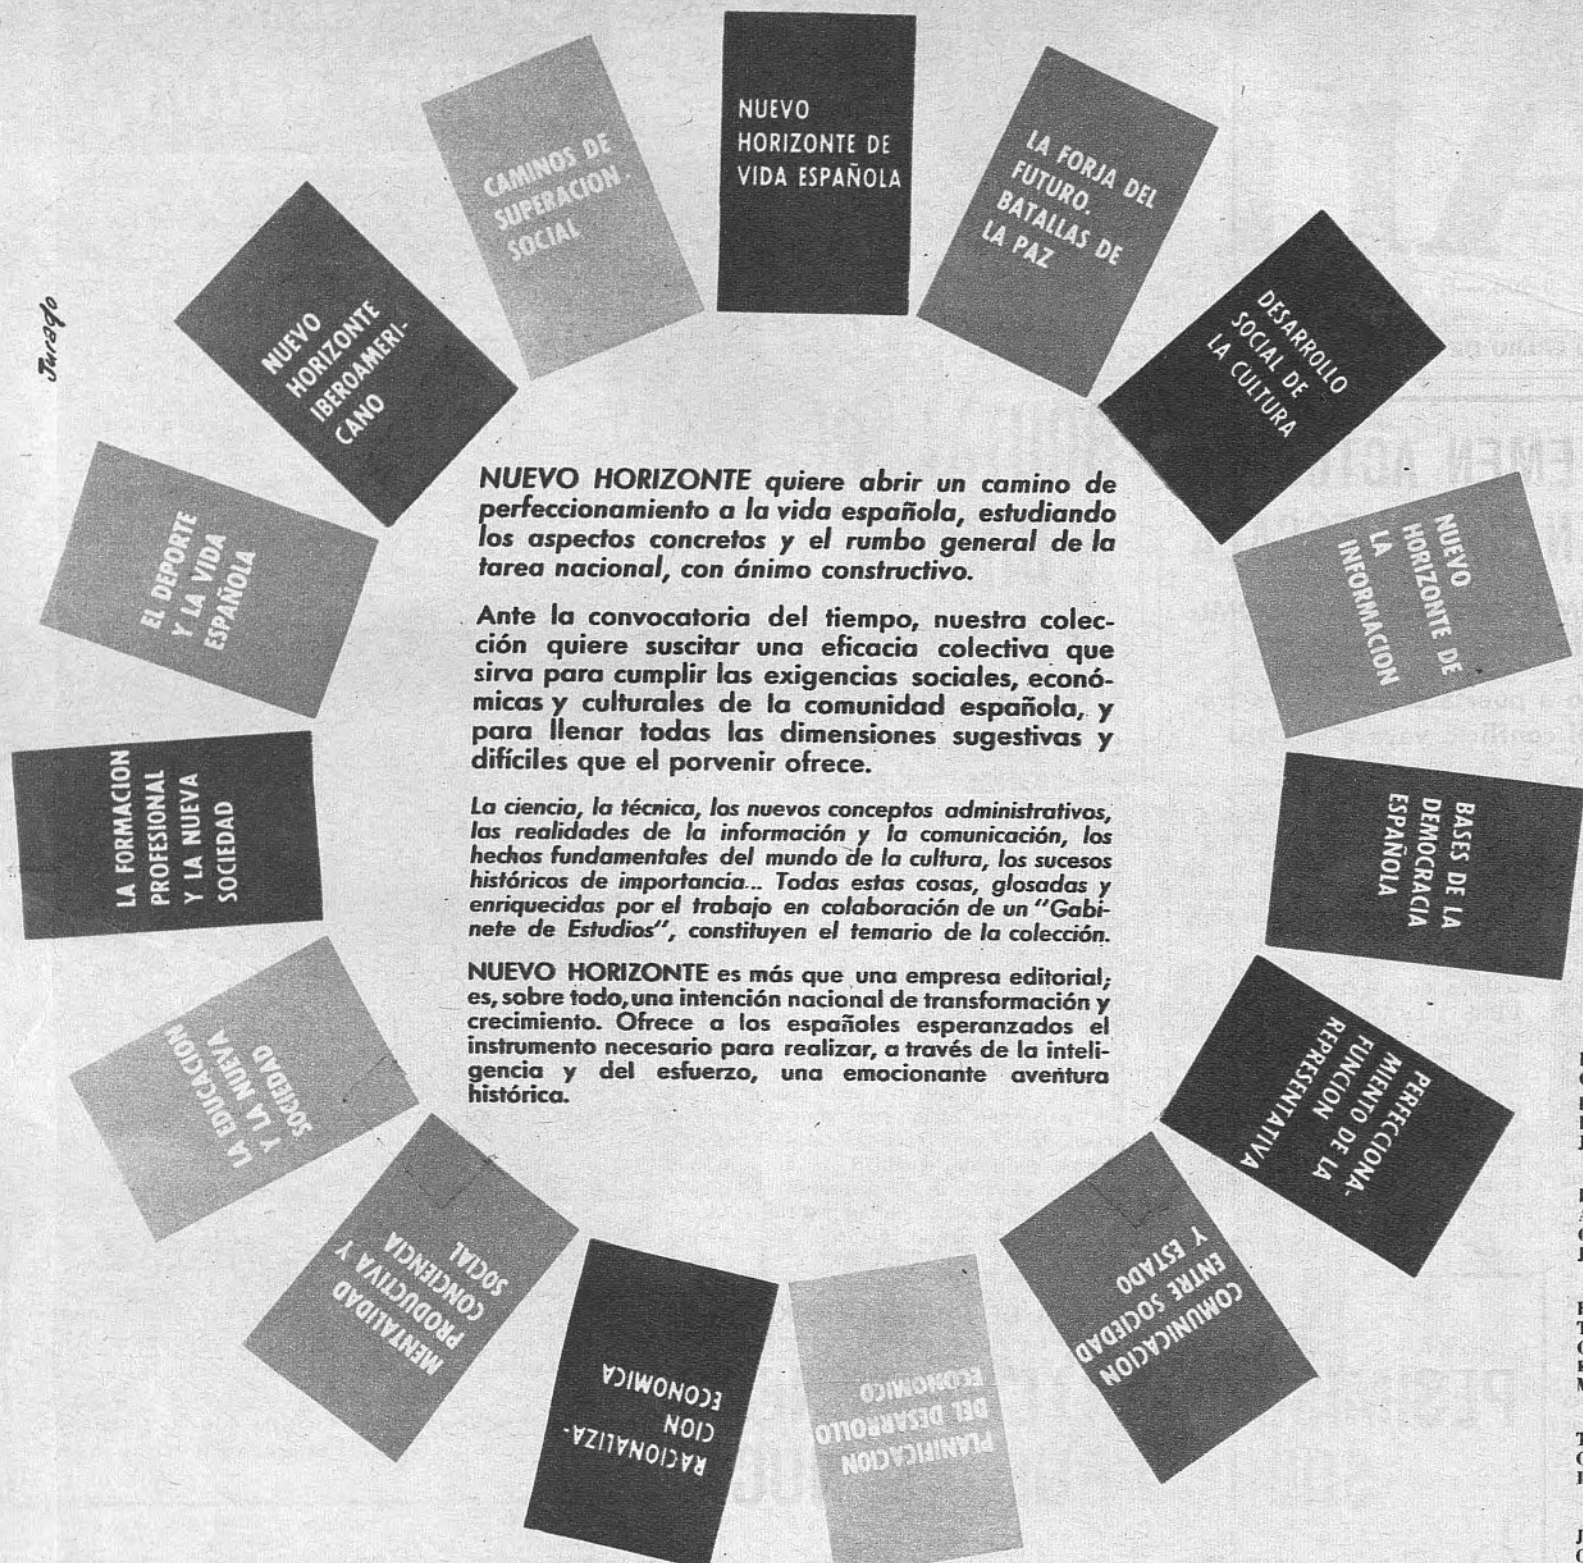 NUEVO
HORIZONTE DE
VIDA ESPAÑOLA
LA FORJA DEL
FUTURO.
BATALLAS DE
LA PAZ
DESARROLLO
SOCIAL DE
LA CULTURA
NUEVO
HORIZONTE DE
LA
INFORMACION
BASES DE LA
DEMOCRACIA
ESPAÑOLA
PERFECCIONA-
MIENTO DE LA
FUNCION
REPRESENTATIVA
COMUNICACION
ENTRE SOCIEDAD
Y ESTADO
PLANIFICACION
DEL DESARROLLO
ECONOMICO
RACIONALIZA-
CION
ECONOMICA
MENTALIDAD
PRODUCTIVA Y
CONCIENCIA
SOCIAL
LA EDUCACION
Y LA NUEVA
SOCIEDAD
LA FORMACION
PROFESIONAL
Y LA NUEVA
SOCIEDAD
EL DEPORTE
Y LA VIDA
ESPAÑOLA
NUEVO
HORIZONTE
IBEROAMERI-
CANO
CAMINOS DE
SUPERACION
SOCIAL
Jurado
NUEVO HORIZONTE quiere abrir un camino de
perfeccionamiento a la vida española, estudiando
los aspectos concretos y el rumbo general de la
tarea nacional, con ánimo constructivo.
Ante la convocatoria del tiempo, nuestra colec-
ción quiere suscitar una eficacia colectiva que
sirva para cumplir las exigencias sociales, econó-
micas y culturales de la comunidad española, y
para llenar todas las dimensiones sugestivas y
difíciles que el porvenir ofrece.
La ciencia, la técnica, los nuevos conceptos administrativos,
las realidades de la información y la comunicación, los
hechos fundamentales del mundo de la cultura, los sucesos
históricos de importancia... Todas estas cosas, glosadas y
enriquecidas por el trabajo en colaboración de un "Gabi-
nete de Estudios", constituyen el temario de la colección.
NUEVO HORIZONTE es más que una empresa editorial;
es, sobre todo, una intención nacional de transformación y
crecimiento. Ofrece a los españoles esperanzados el
instrumento necesario para realizar, a través de la inteli-
gencia y del esfuerzo, una emocionante aventura
histórica.